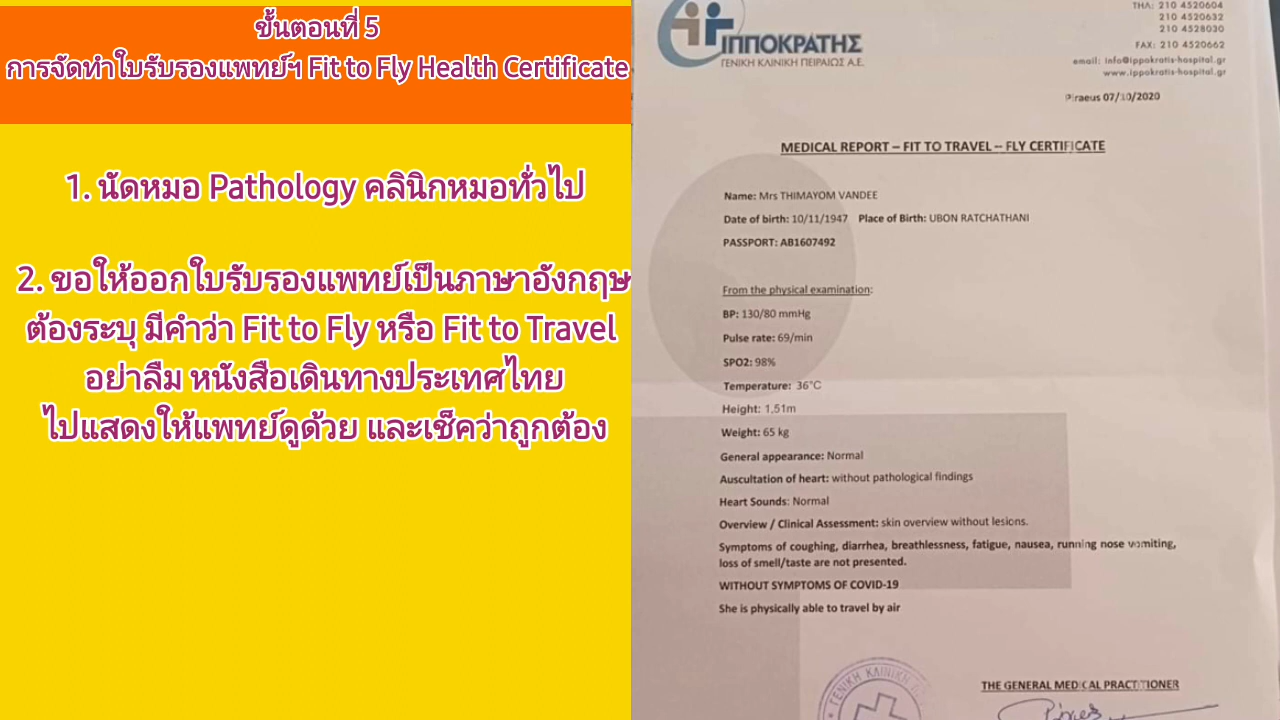 ขั้นตอนที่ 5
การจัดทำใบรับรองแพทย์ฯ Fit to Fly Health Certificate
1. นัดหมอ Pathology คลินิกหมอทั่วไป
2. ขอให้ออกใบรับรองแพทย์เป็นภาษาอังกฤษ
ต้องระบุ มีคำว่า Fit to Fly หรือ Fit to Travel
อย่าลืม หนังสือเดินทางประเทศไทย
ไปแสดงให้แพทย์ดูด้วย และเช็คว่าถูกต้อง
ΙΠΠΟΚΡΑΤΗΣ
ΓΕΝΙΚΗ ΚΛΙΝΙΚΗ ΠΕΙΡΑΙΩΣ Α.Ε.
ΤΗΛ: 210 4520604
210 4520632
210 4528030
FAX: 210 4520662
email: info@ippokratis-hospital.gr
www.ippokratis-hospital.gr
Piraeus 07/10/2020
MEDICAL REPORT – FIT TO TRAVEL – FLY CERTIFICATE
Name: Mrs THIMAYOM VANDEE
Date of birth: 10/11/1947 Place of Birth: UBON RATCHATHANI
PASSPORT: AB1607492
From the physical examination:
BP: 130/80 mmHg
Pulse rate: 69/min
SPO2: 98%
Temperature: 36°C
Height: 1,51m
Weight: 65 kg
General appearance: Normal
Auscultation of heart: without pathological findings
Heart Sounds: Normal
Overview / Clinical Assessment: skin overview without lesions.
Symptoms of coughing, diarrhea, breathlessness, fatigue, nausea, running nose vomiting,
loss of smell/taste are not presented.
WITHOUT SYMPTOMS OF COVID-19
She is physically able to travel by air
THE GENERAL MEDICAL PRACTITIONER
ΓΕΝΙΚΗ ΚΛΙΝΙΚΗ